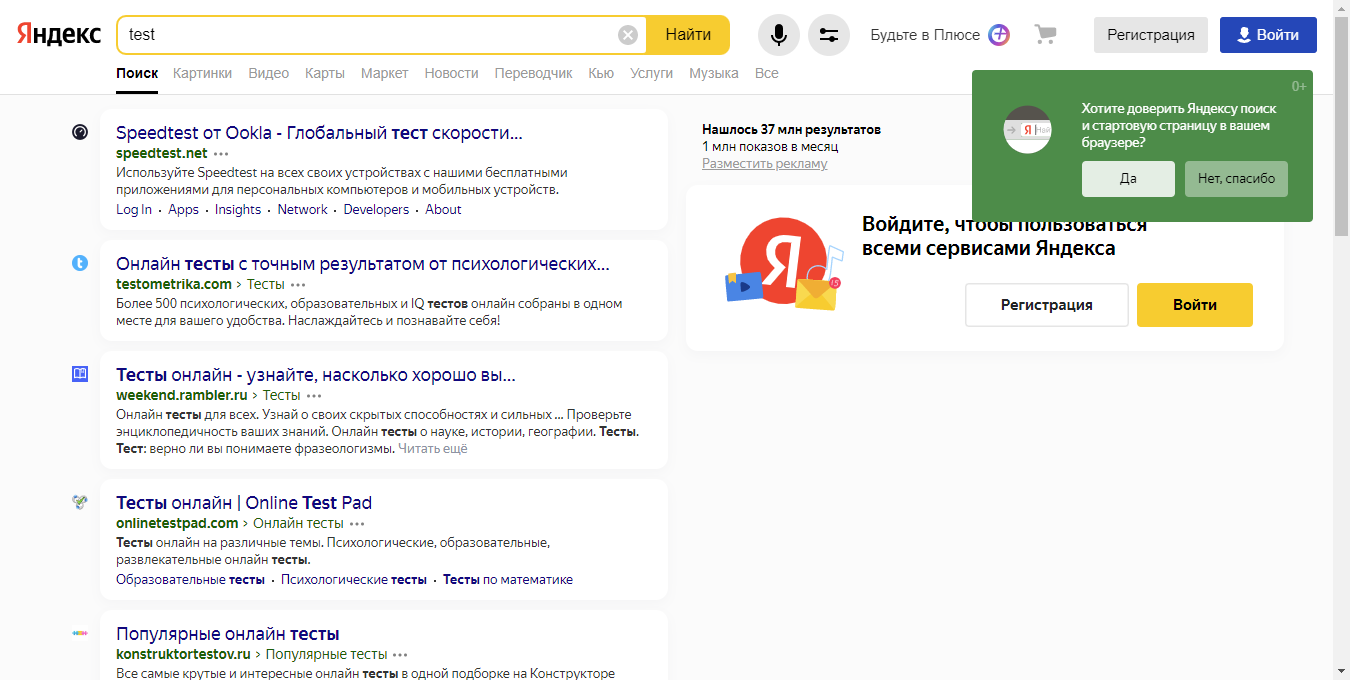 Яндекс
test
Найти
Будьте в Плюсе
Регистрация
Войти
Поиск Картинки Видео Карты Маркет Новости Переводчик Кью Услуги Музыка Все
0+
Хотите доверить Яндексу поиск
и стартовую страницу в вашем
браузере?
Да
Нет, спасибо
Speedtest от Ookla - Глобальный тест скорости...
speedtest.net
Используйте Speedtest на всех своих устройствах с нашими бесплатными
приложениями для персональных компьютеров и мобильных устройств.
Log In · Apps · Insights · Network · Developers · About
Онлайн тесты с точным результатом от психологических...
testometrika.com › Тесты
Более 500 психологических, образовательных и IQ тестов онлайн собраны в одном
месте для вашего удобства. Наслаждайтесь и познавайте себя!
Тесты онлайн - узнайте, насколько хорошо вы...
weekend.rambler.ru › Тесты
Онлайн тесты для всех. Узнай о своих скрытых способностях и сильных ... Проверьте
энциклопедичность ваших знаний. Онлайн тесты о науке, истории, географии. Тесты.
Тест: верно ли вы понимаете фразеологизмы. Читать ещё
Тесты онлайн | Online Test Pad
onlinetestpad.com › Онлайн тесты
Тесты онлайн на различные темы. Психологические, образовательные,
развлекательные онлайн тесты.
Образовательные тесты · Психологические тесты · Тесты по математике
Популярные онлайн тесты
konstruktortestov.ru › Популярные тесты
Все самые крутые и интересные онлайн тесты в одной подборке на Конструкторе
Нашлось 37 млн результатов
1 млн показов в месяц
Разместить рекламу
Я
15
Войдите, чтобы пользоваться
всеми сервисами Яндекса
Регистрация
Войти